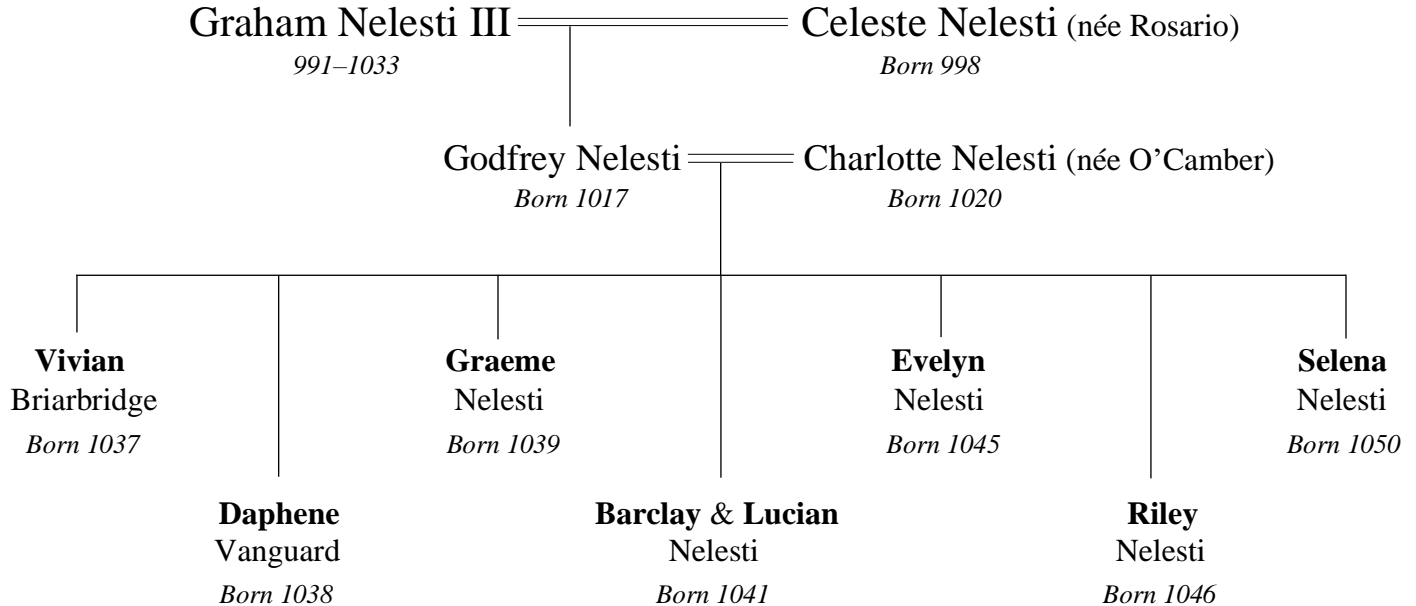 Graham Nelesti III Celeste Nelesti (née Rosario)
991–1033 Born 998
Godfrey Nelesti Charlotte Nelesti (née O’Camber)
Born 1017 Born 1020
Vivian Graeme Evelyn Selena
Briarbridge Nelesti Nelesti Nelesti
Born 1037 Born 1039 Born 1045 Born 1050
Daphene Barclay & Lucian Riley
Vanguard Nelesti Nelesti
Born 1038 Born 1041 Born 1046